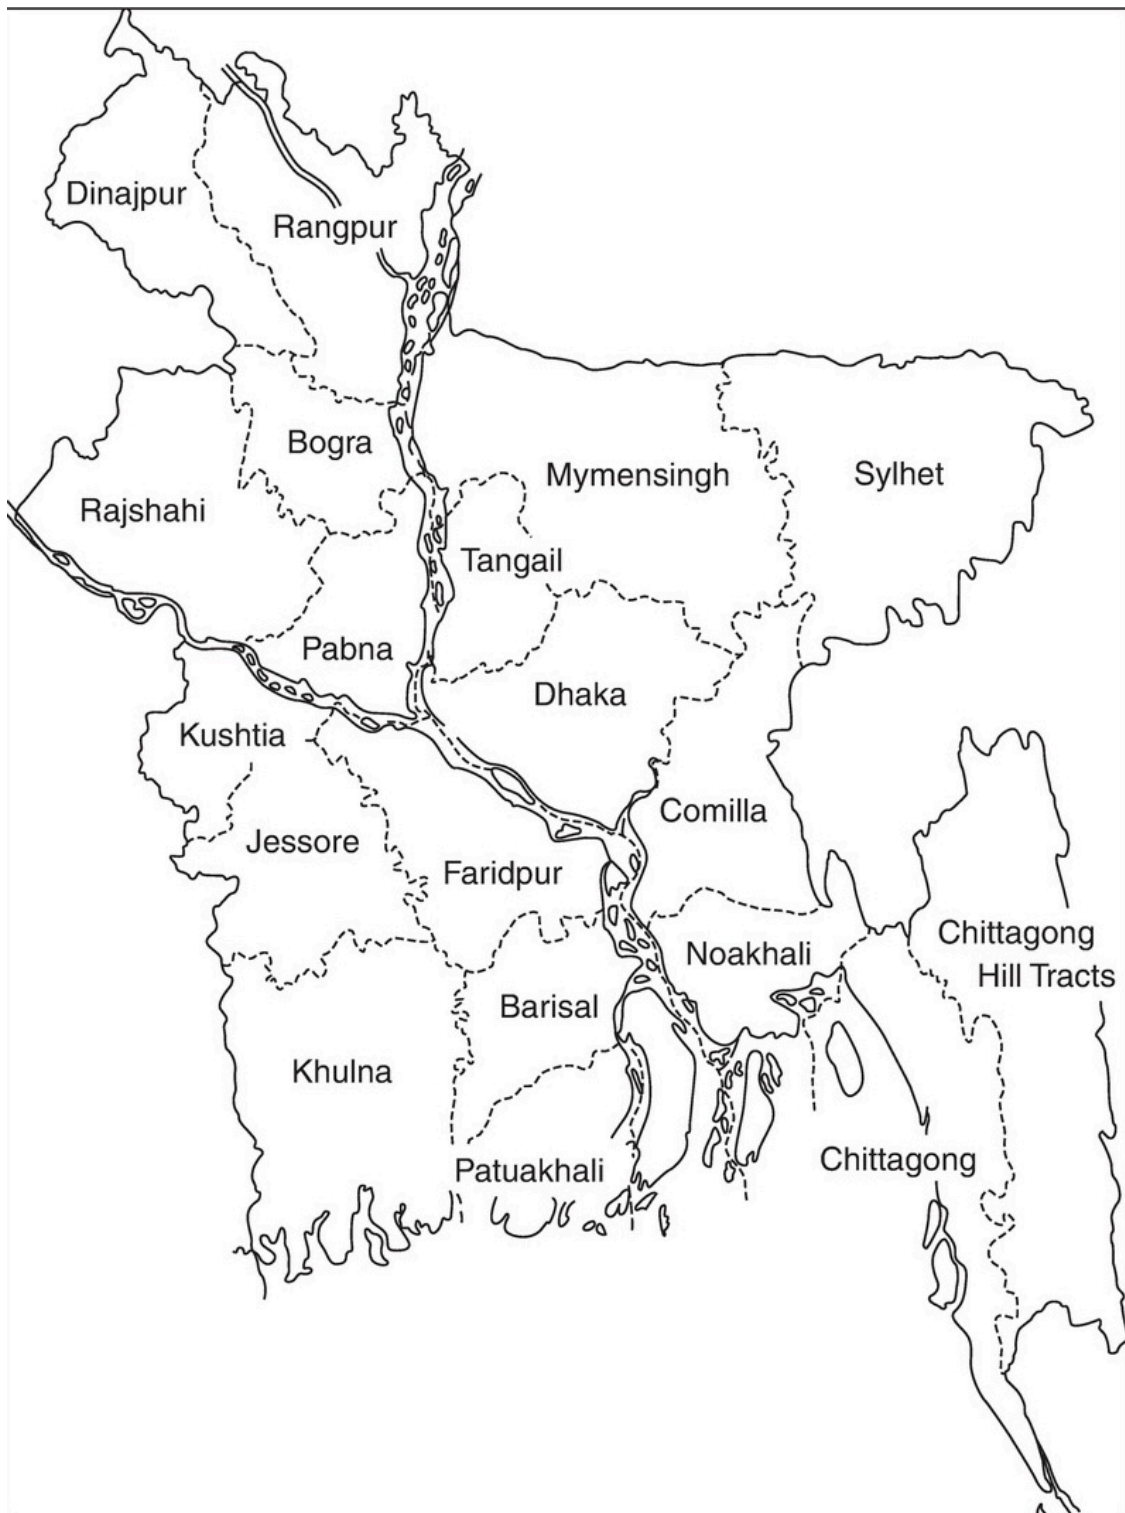 Dinajpur
Rangpur
Bogra
Mymensingh
Sylhet
Rajshahi
Tangail
Pabna
Dhaka
Kushtia
Comilla
Jessore
Faridpur
Chittagong
Hill Tracts
Noakhali
Barisal
Khulna
Chittagong
Patuakhali